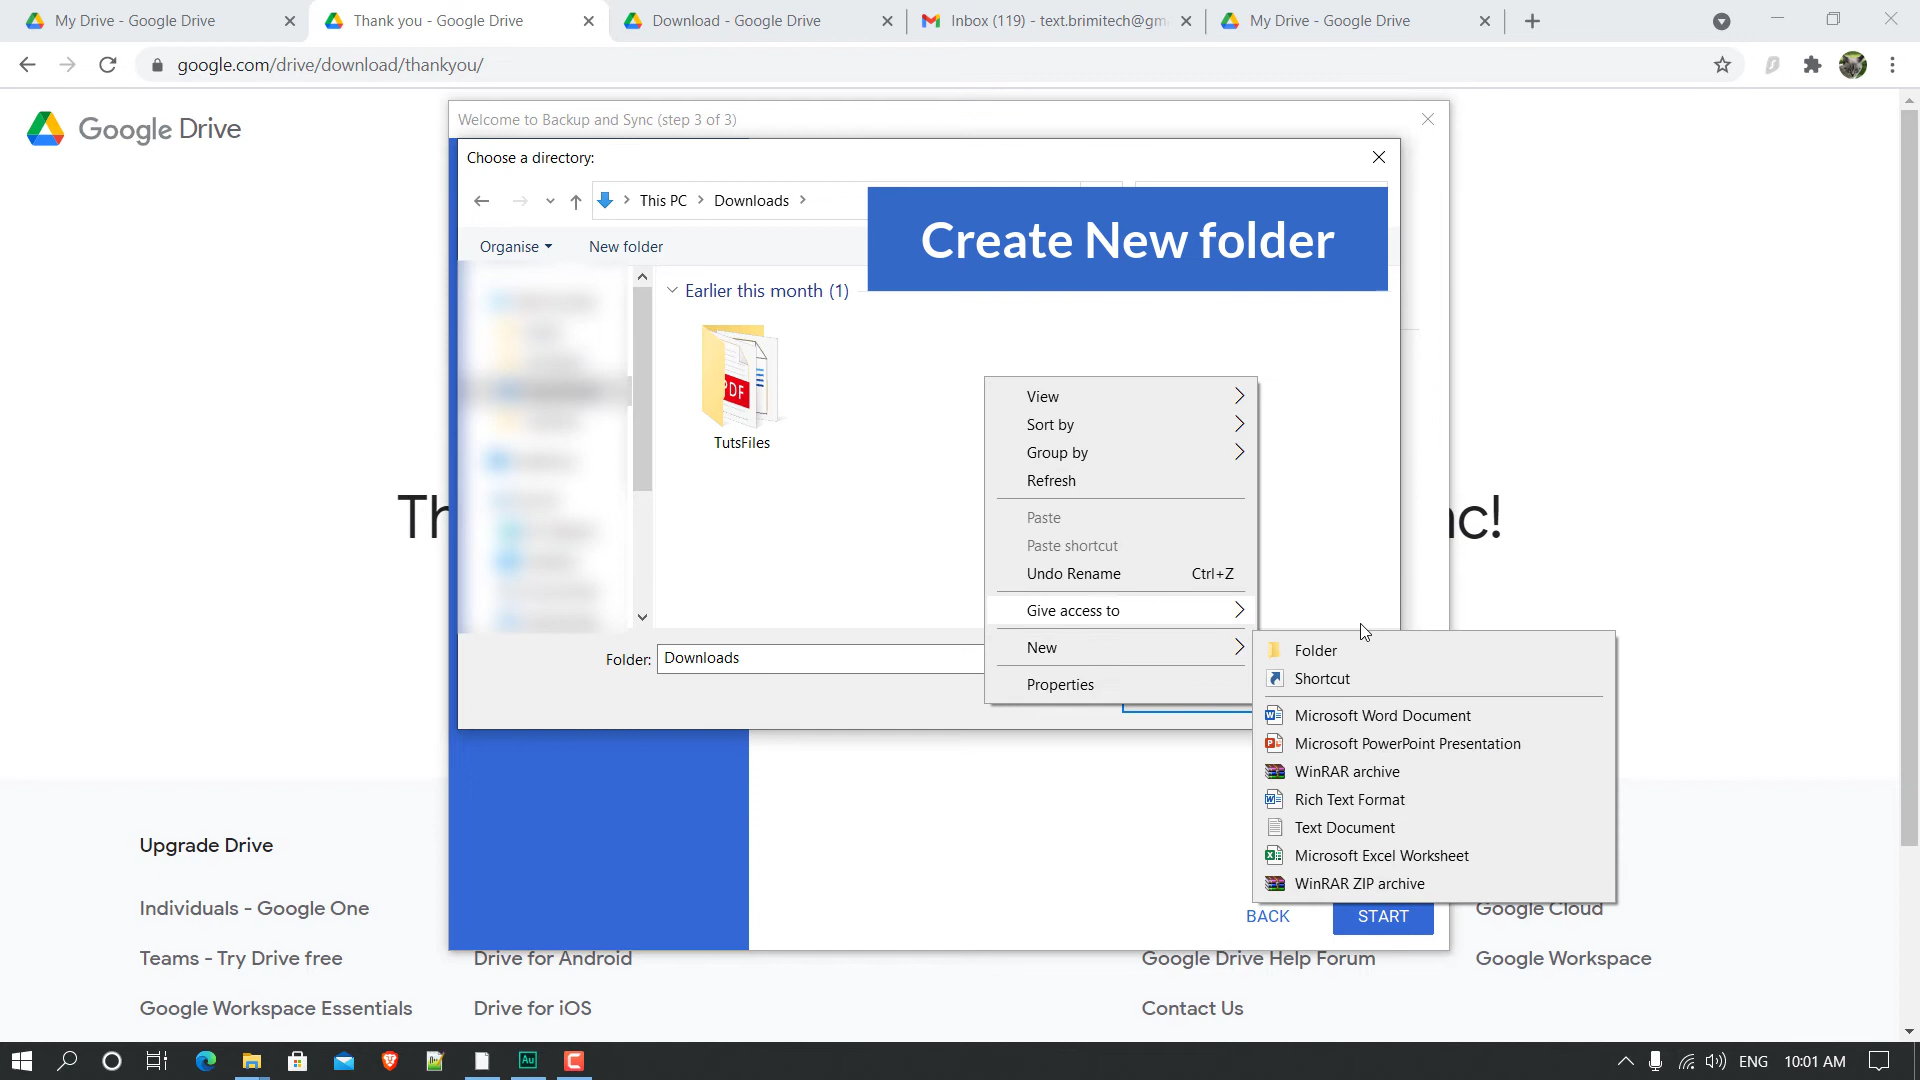 My Drive - Google Drive
Thank you - Google Drive
Download - Google Drive
Inbox (119) - text.brimitech@gm
My Drive - Google Drive
google.com/drive/download/thankyou/
Google Drive
Welcome to Backup and Sync (step 3 of 3)
Choose a directory:
This PC
Downloads
Create New folder
Organise
New folder
Earlier this month (1)
PDF
TutsFiles
View
Sort by
Group by
Refresh
Paste
Paste shortcut
Undo Rename Ctrl+Z
Give access to
New
Properties
Th
nc!
Folder: Downloads
Folder
Shortcut
Microsoft Word Document
Microsoft PowerPoint Presentation
WinRAR archive
Rich Text Format
Text Document
Microsoft Excel Worksheet
WinRAR ZIP archive
BACK
START
Upgrade Drive
Individuals - Google One
Google Cloud
Teams - Try Drive free
Drive for Android
Google Drive Help Forum
Google Workspace
Google Workspace Essentials
Drive for iOS
Contact Us
Au
ENG
10:01 AM